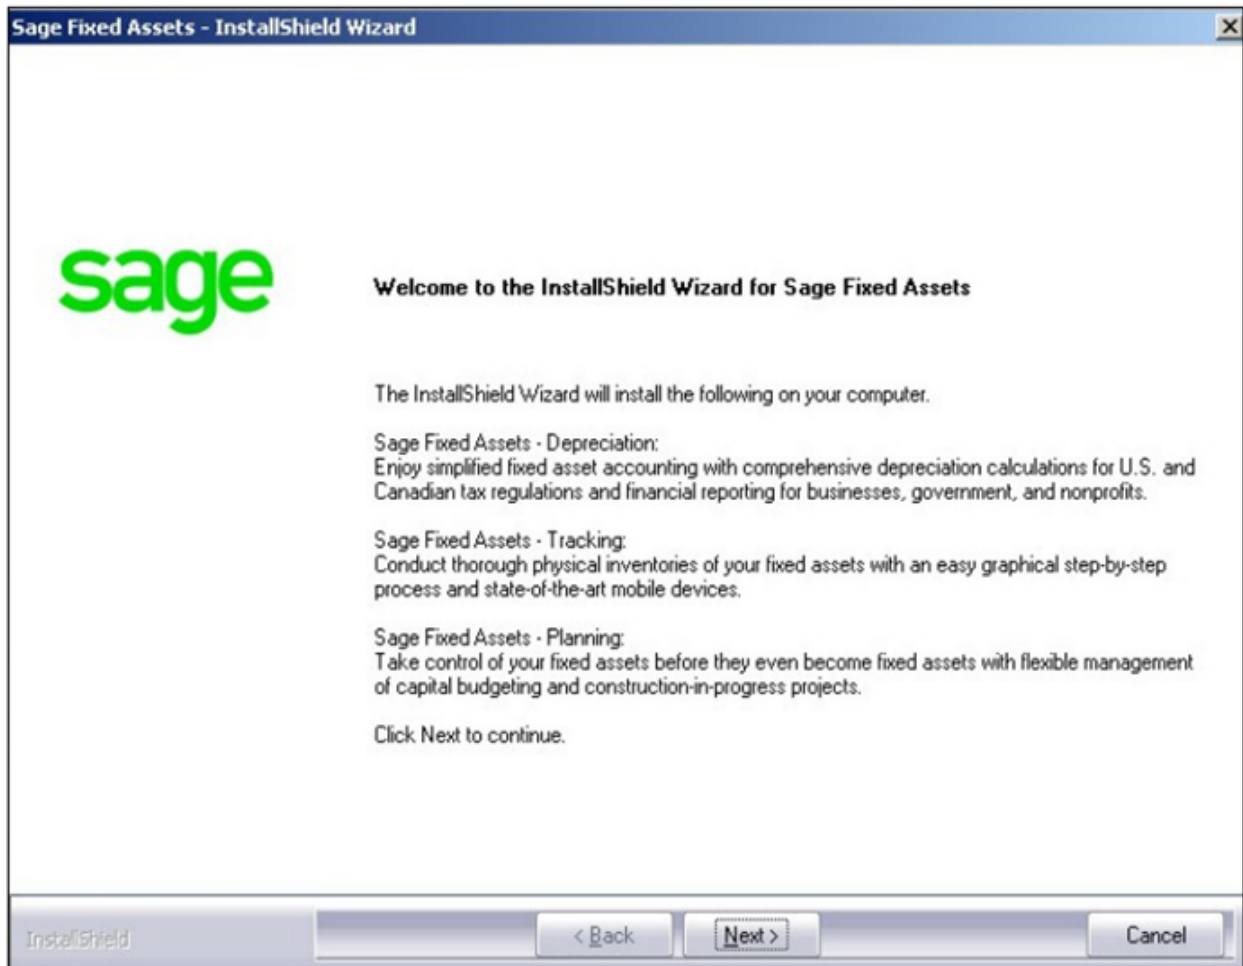 Sage Fixed Assets - InstallShield Wizard
sage
Welcome to the InstallShield Wizard for Sage Fixed Assets
The InstallShield Wizard will install the following on your computer.
Sage Fixed Assets - Depreciation:
Enjoy simplified fixed asset accounting with comprehensive depreciation calculations for U.S. and
Canadian tax regulations and financial reporting for businesses, government, and nonprofits.
Sage Fixed Assets - Tracking:
Conduct thorough physical inventories of your fixed assets with an easy graphical step-by-step
process and state-of-the-art mobile devices.
Sage Fixed Assets - Planning:
Take control of your fixed assets before they even become fixed assets with flexible management
of capital budgeting and construction-in-progress projects.
Click Next to continue.
InstallShield
< Back
Next >
Cancel